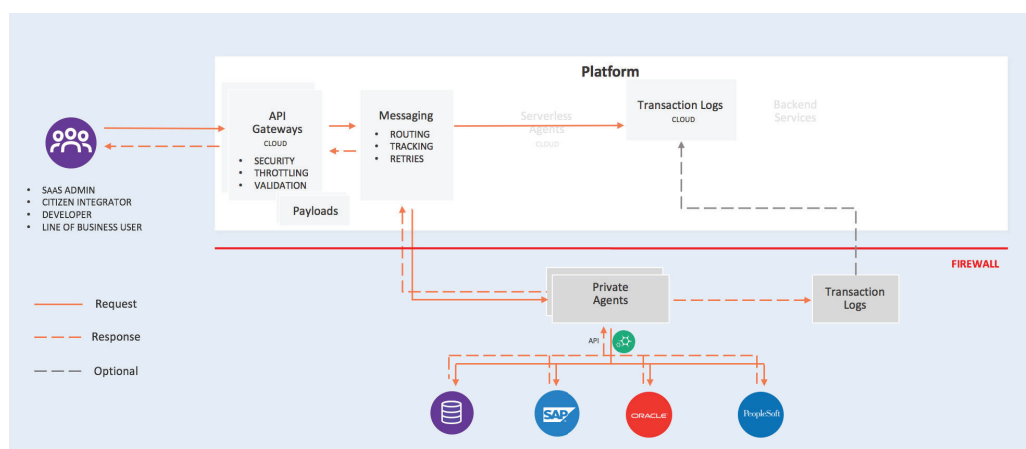 Platform
API
Gateways
CLOUD
• SECURITY
• THROTTLING
• VALIDATION
Payloads
Messaging
• ROUTING
• TRACKING
• RETRIES
Serverless
Agents
CLOUD
Transaction Logs
CLOUD
Backend
Services
• SAAS ADMIN
• CITIZEN INTEGRATOR
• DEVELOPER
• LINE OF BUSINESS USER
FIREWALL
Private
Agents
Transaction
Logs
Request
Response
Optional
API
SAP
ORACLE
PeopleSoft